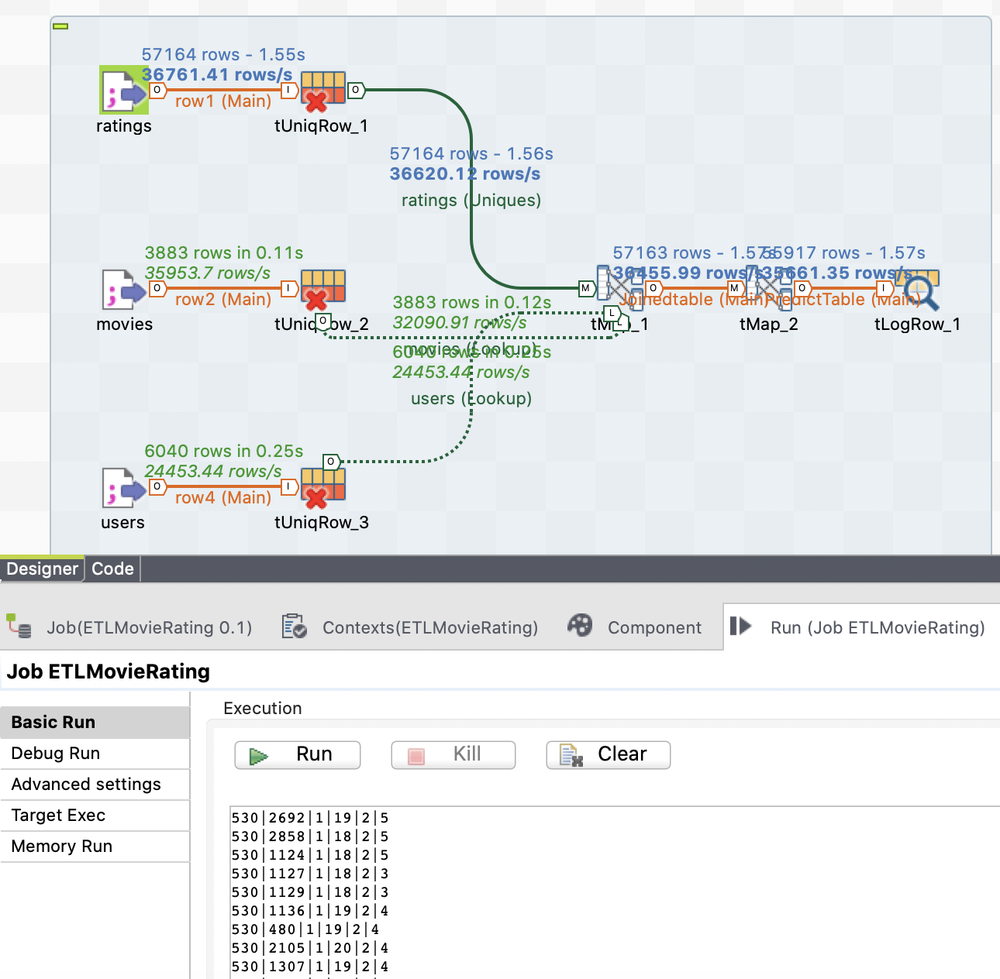 57164 rows - 1.55s
36761.41 rows/s
row1 (Main)
ratings
tUniqRow_1
57164 rows - 1.56s
36620.12 rows/s
ratings (Uniques)
3883 rows in 0.11s
35953.7 rows/s
row2 (Main)
movies
tUniqRow_2
3883 rows in 0.12s
32090.91 rows/s
movies (Lookup)
57163 rows - 1.57s
36455.99 rows/s
Joinedtable (Main)
tMap_1
55917 rows - 1.57s
35661.35 rows/s
PredictTable (Main)
tMap_2
tLogRow_1
6040 rows in 0.25s
24453.44 rows/s
users (Lookup)
6040 rows in 0.25s
24453.44 rows/s
row4 (Main)
users
tUniqRow_3
Designer Code
Job(ETLMovieRating 0.1) Contexts(ETLMovieRating) Component Run (Job ETLMovieRating)
Job ETLMovieRating
Basic Run
Debug Run
Advanced settings
Target Exec
Memory Run
Execution
Run Kill Clear
530|2692|1|19|2|5
530|2858|1|18|2|5
530|1124|1|18|2|5
530|1127|1|18|2|3
530|1129|1|18|2|3
530|1136|1|19|2|4
530|480|1|19|2|4
530|2105|1|20|2|4
530|1307|1|19|2|4